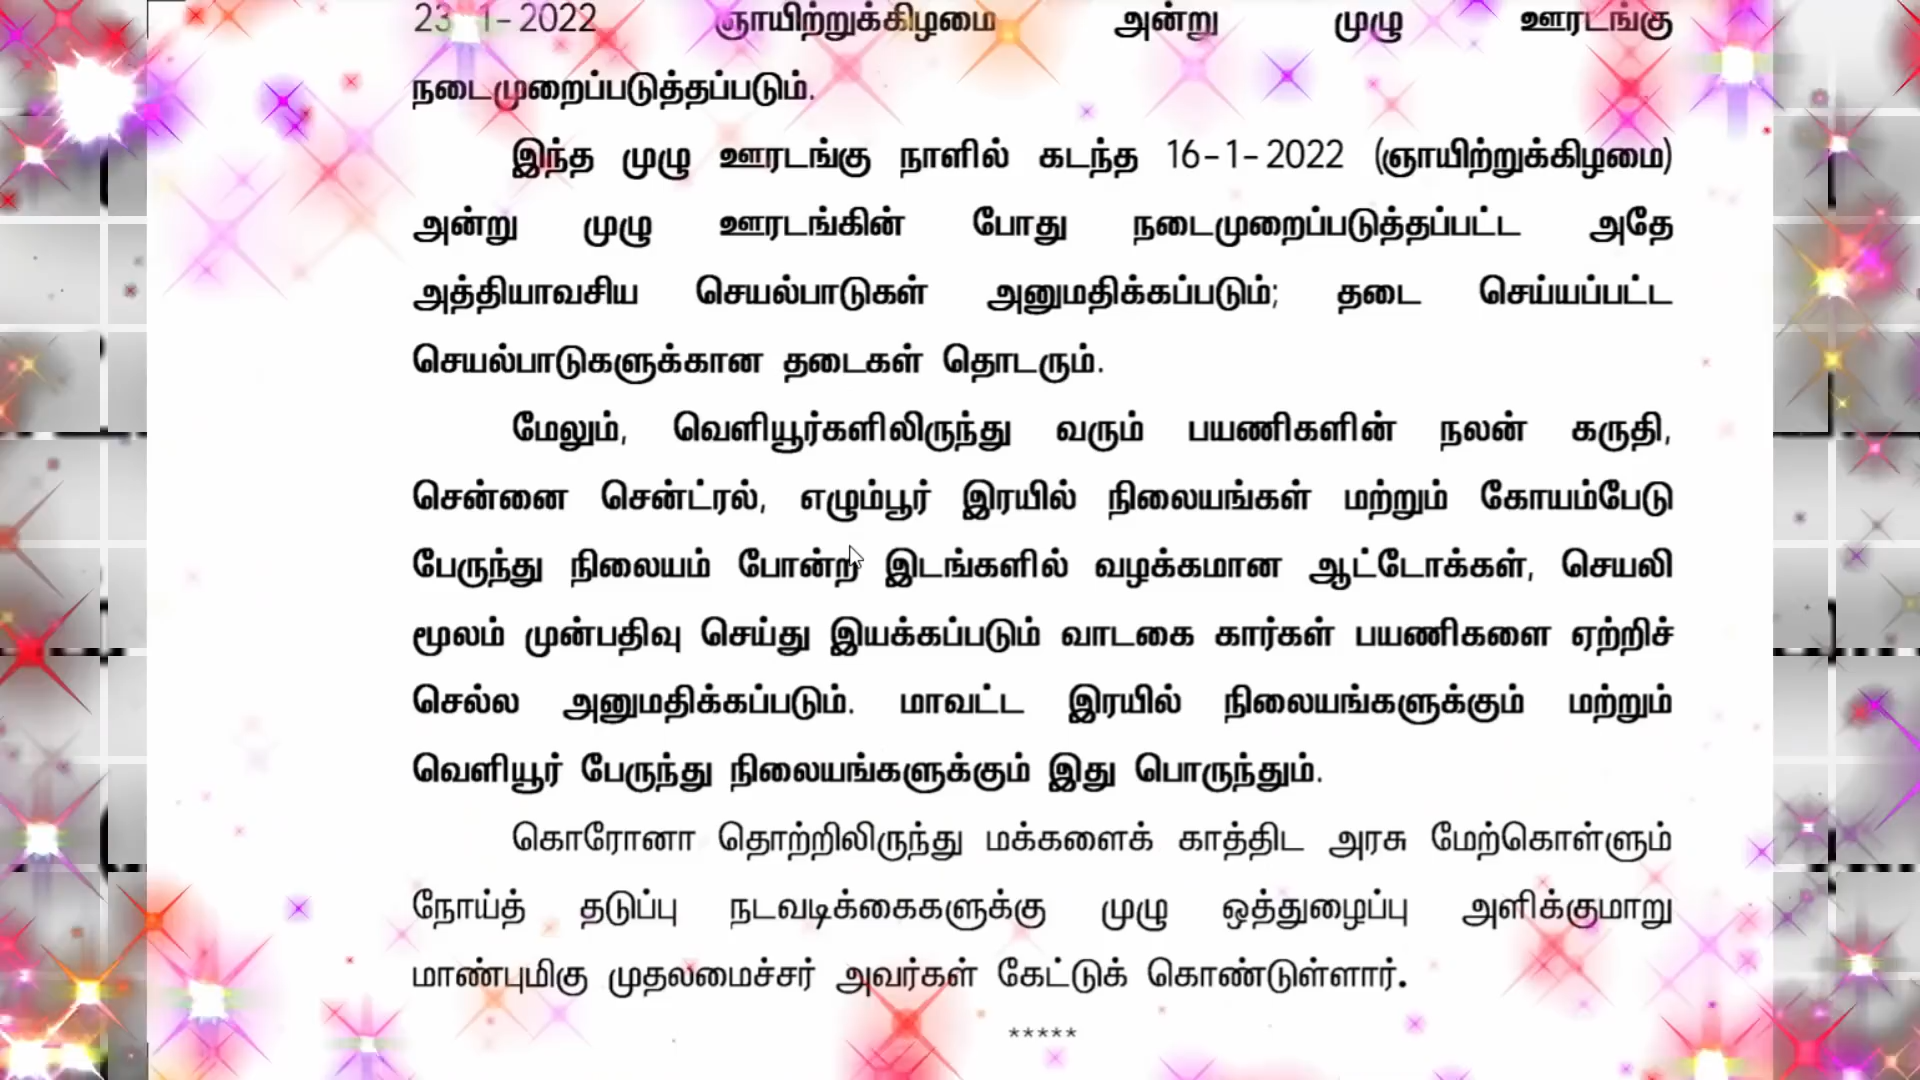 23-1-2022 ஞாயிற்றுக்கிழமை அன்று முழு ஊரடங்கு
நடைமுறைப்படுத்தப்படும்.
இந்த முழு ஊரடங்கு நாளில் கடந்த 16-1-2022 (ஞாயிற்றுக்கிழமை)
அன்று முழு ஊரடங்கின் போது நடைமுறைப்படுத்தப்பட்ட அதே
அத்தியாவசிய செயல்பாடுகள் அனுமதிக்கப்படும்; தடை செய்யப்பட்ட
செயல்பாடுகளுக்கான தடைகள் தொடரும்.
மேலும், வெளியூர்களிலிருந்து வரும் பயணிகளின் நலன் கருதி,
சென்னை சென்ட்ரல், எழும்பூர் இரயில் நிலையங்கள் மற்றும் கோயம்பேடு
பேருந்து நிலையம் போன்ற இடங்களில் வழக்கமான ஆட்டோக்கள், செயலி
மூலம் முன்பதிவு செய்து இயக்கப்படும் வாடகை கார்கள் பயணிகளை ஏற்றிச்
செல்ல அனுமதிக்கப்படும். மாவட்ட இரயில் நிலையங்களுக்கும் மற்றும்
வெளியூர் பேருந்து நிலையங்களுக்கும் இது பொருந்தும்.
கொரோனா தொற்றிலிருந்து மக்களைக் காத்திட அரசு மேற்கொள்ளும்
நோய்த் தடுப்பு நடவடிக்கைகளுக்கு முழு ஒத்துழைப்பு அளிக்குமாறு
மாண்புமிகு முதலமைச்சர் அவர்கள் கேட்டுக் கொண்டுள்ளார்.
*****